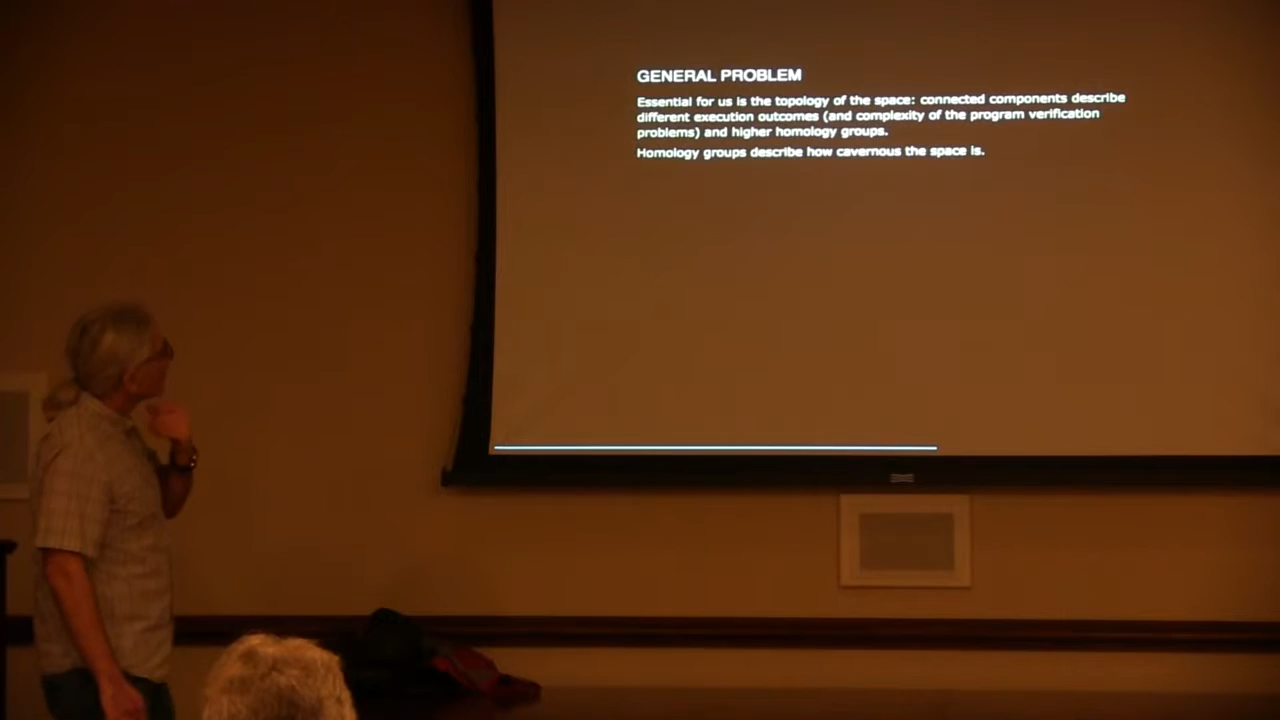 GENERAL PROBLEM
Essential for us is the topology of the space: connected components describe
different execution outcomes (and complexity of the program verification
problems) and higher homology groups.
Homology groups describe how cavernous the space is.